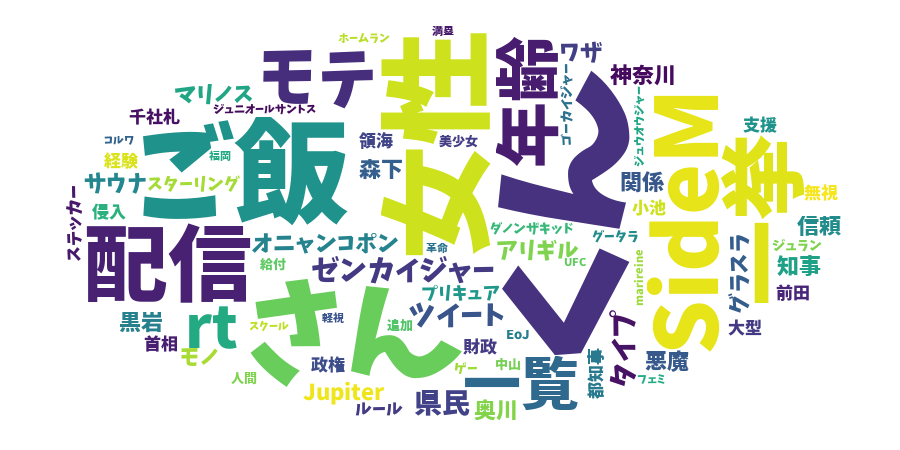 満塁
ホームラン
モテ
女性
年齢
ワザ
神奈川
マリノス
ジュニオールサントス
千社札
ゴーカイジャー
ジュウオウジャー
SideM
一挙
支援
コルワ
ご飯
領海
美少女
くん
経験
福岡
森下
サウナ
スターリング
関係
無視
侵入
小池
信頼
ステッカー
配信
オニャンコポン
革命
ダノンザキッド
グータラ
アリギル
グラスラ
ジュラン
給付
ゼンカイジャー
UFC
marireine
知事
プリキュア
前田
黒岩
rt
さん
スクール
軽視
追加
ツイート
EoJ
タイプ
大型
首相
モノ
政権
財政
ゲー
中山
都知事
悪魔
人間
一覧
フェミ
Jupiter
ルール
県民
奥川